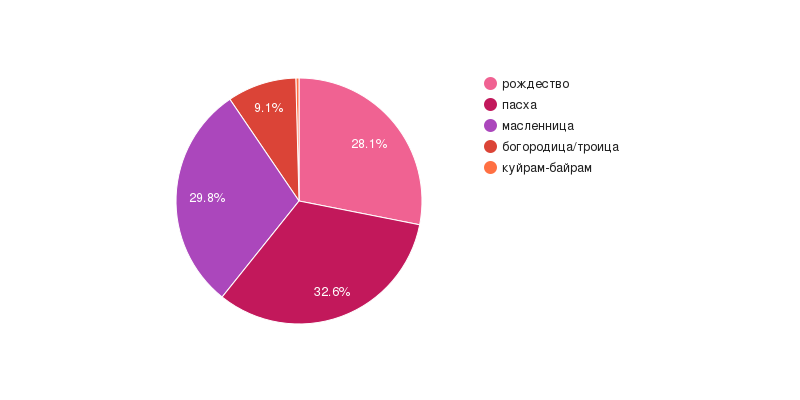 рождество
пасха
масленница
богородица/троица
куйрам-байрам
28.1%
32.6%
29.8%
9.1%